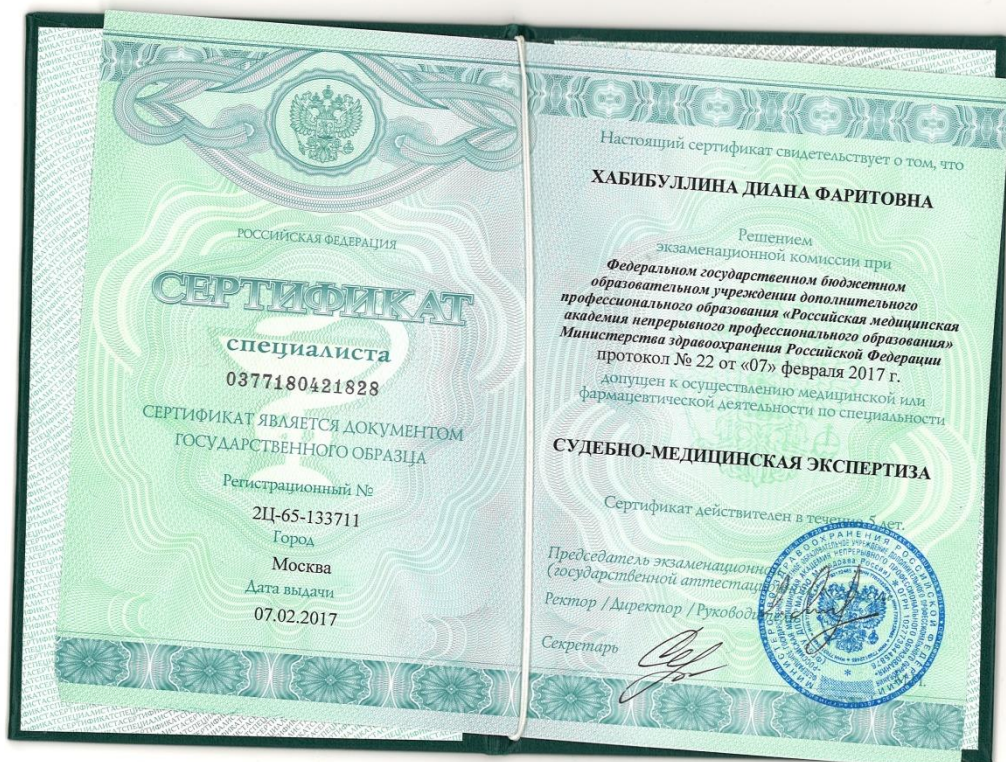 РОССИЙСКАЯ ФЕДЕРАЦИЯ
СЕРТИФИКАТ
специалиста
0377180421828
СЕРТИФИКАТ ЯВЛЯЕТСЯ ДОКУМЕНТОМ
ГОСУДАРСТВЕННОГО ОБРАЗЦА
Регистрационный №
2Ц-65-133711
Город
Москва
Дата выдачи
07.02.2017
Настоящий сертификат свидетельствует о том, что
ХАБИБУЛЛИНА ДИАНА ФАРИТОВНА
Решением
экзаменационной комиссии при
Федеральном государственном бюджетном
образовательном учреждении дополнительного
профессионального образования «Российская медицинская
академия непрерывного профессионального образования»
Министерства здравоохранения Российской Федерации
протокол № 22 от «07» февраля 2017 г.
допущен к осуществлению медицинской или
фармацевтической деятельности по специальности
СУДЕБНО-МЕДИЦИНСКАЯ ЭКСПЕРТИЗА
Сертификат действителен в течение 5 лет.
Председатель экзаменационной
(государственной аттестационной
Ректор /Директор /Руководитель
Секретарь